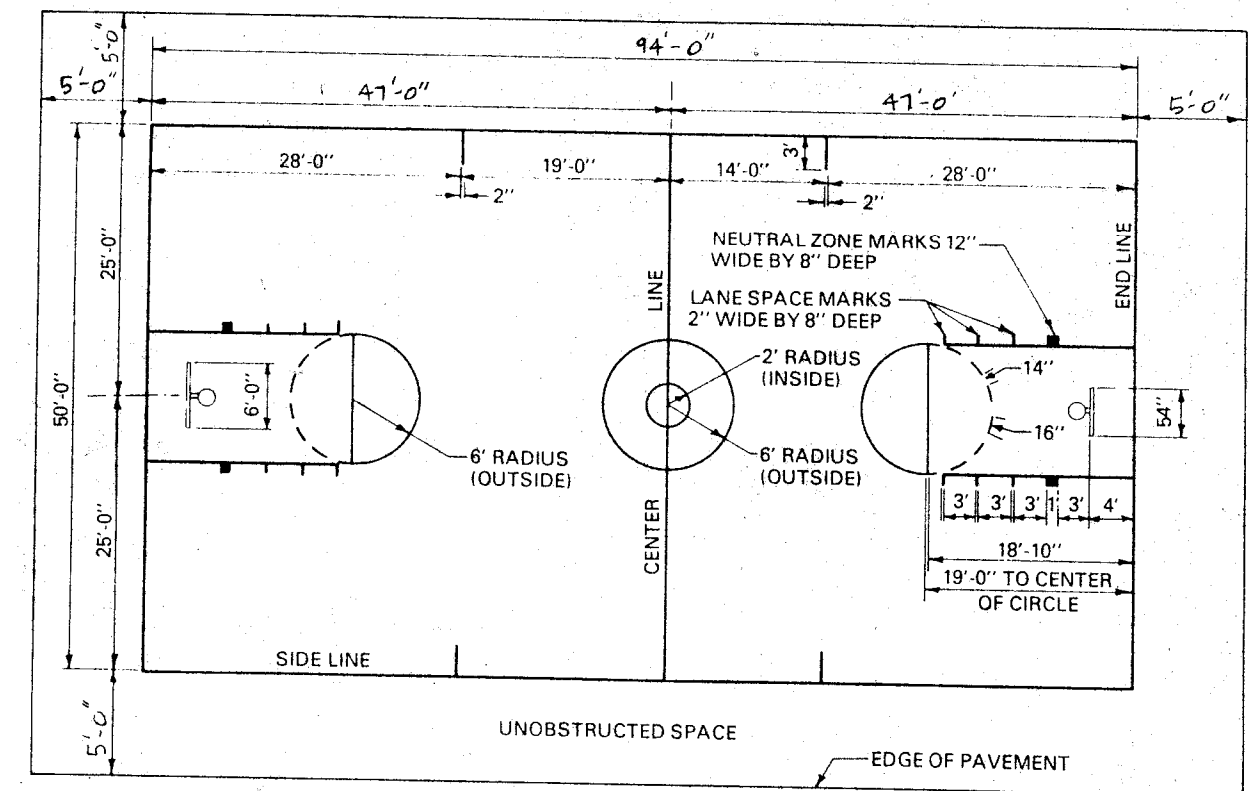 5'-0"
94'-0"
5'-0"
47'-0"
47'-0'
5'-0"
28'-0"
19'-0"
3'
14'-0"
28'-0"
2"
2"
25'-0"
NEUTRAL ZONE MARKS 12"
WIDE BY 8" DEEP
END LINE
LINE
LANE SPACE MARKS
2" WIDE BY 8" DEEP
2' RADIUS
(INSIDE)
14"
50'-0"
6'-0"
54"
16"
6' RADIUS
(OUTSIDE)
6' RADIUS
(OUTSIDE)
3' 3' 3' 1' 3' 4'
25'-0"
CENTER
18'-10"
19'-0" TO CENTER
OF CIRCLE
SIDE LINE
5'-0"
UNOBSTRUCTED SPACE
EDGE OF PAVEMENT